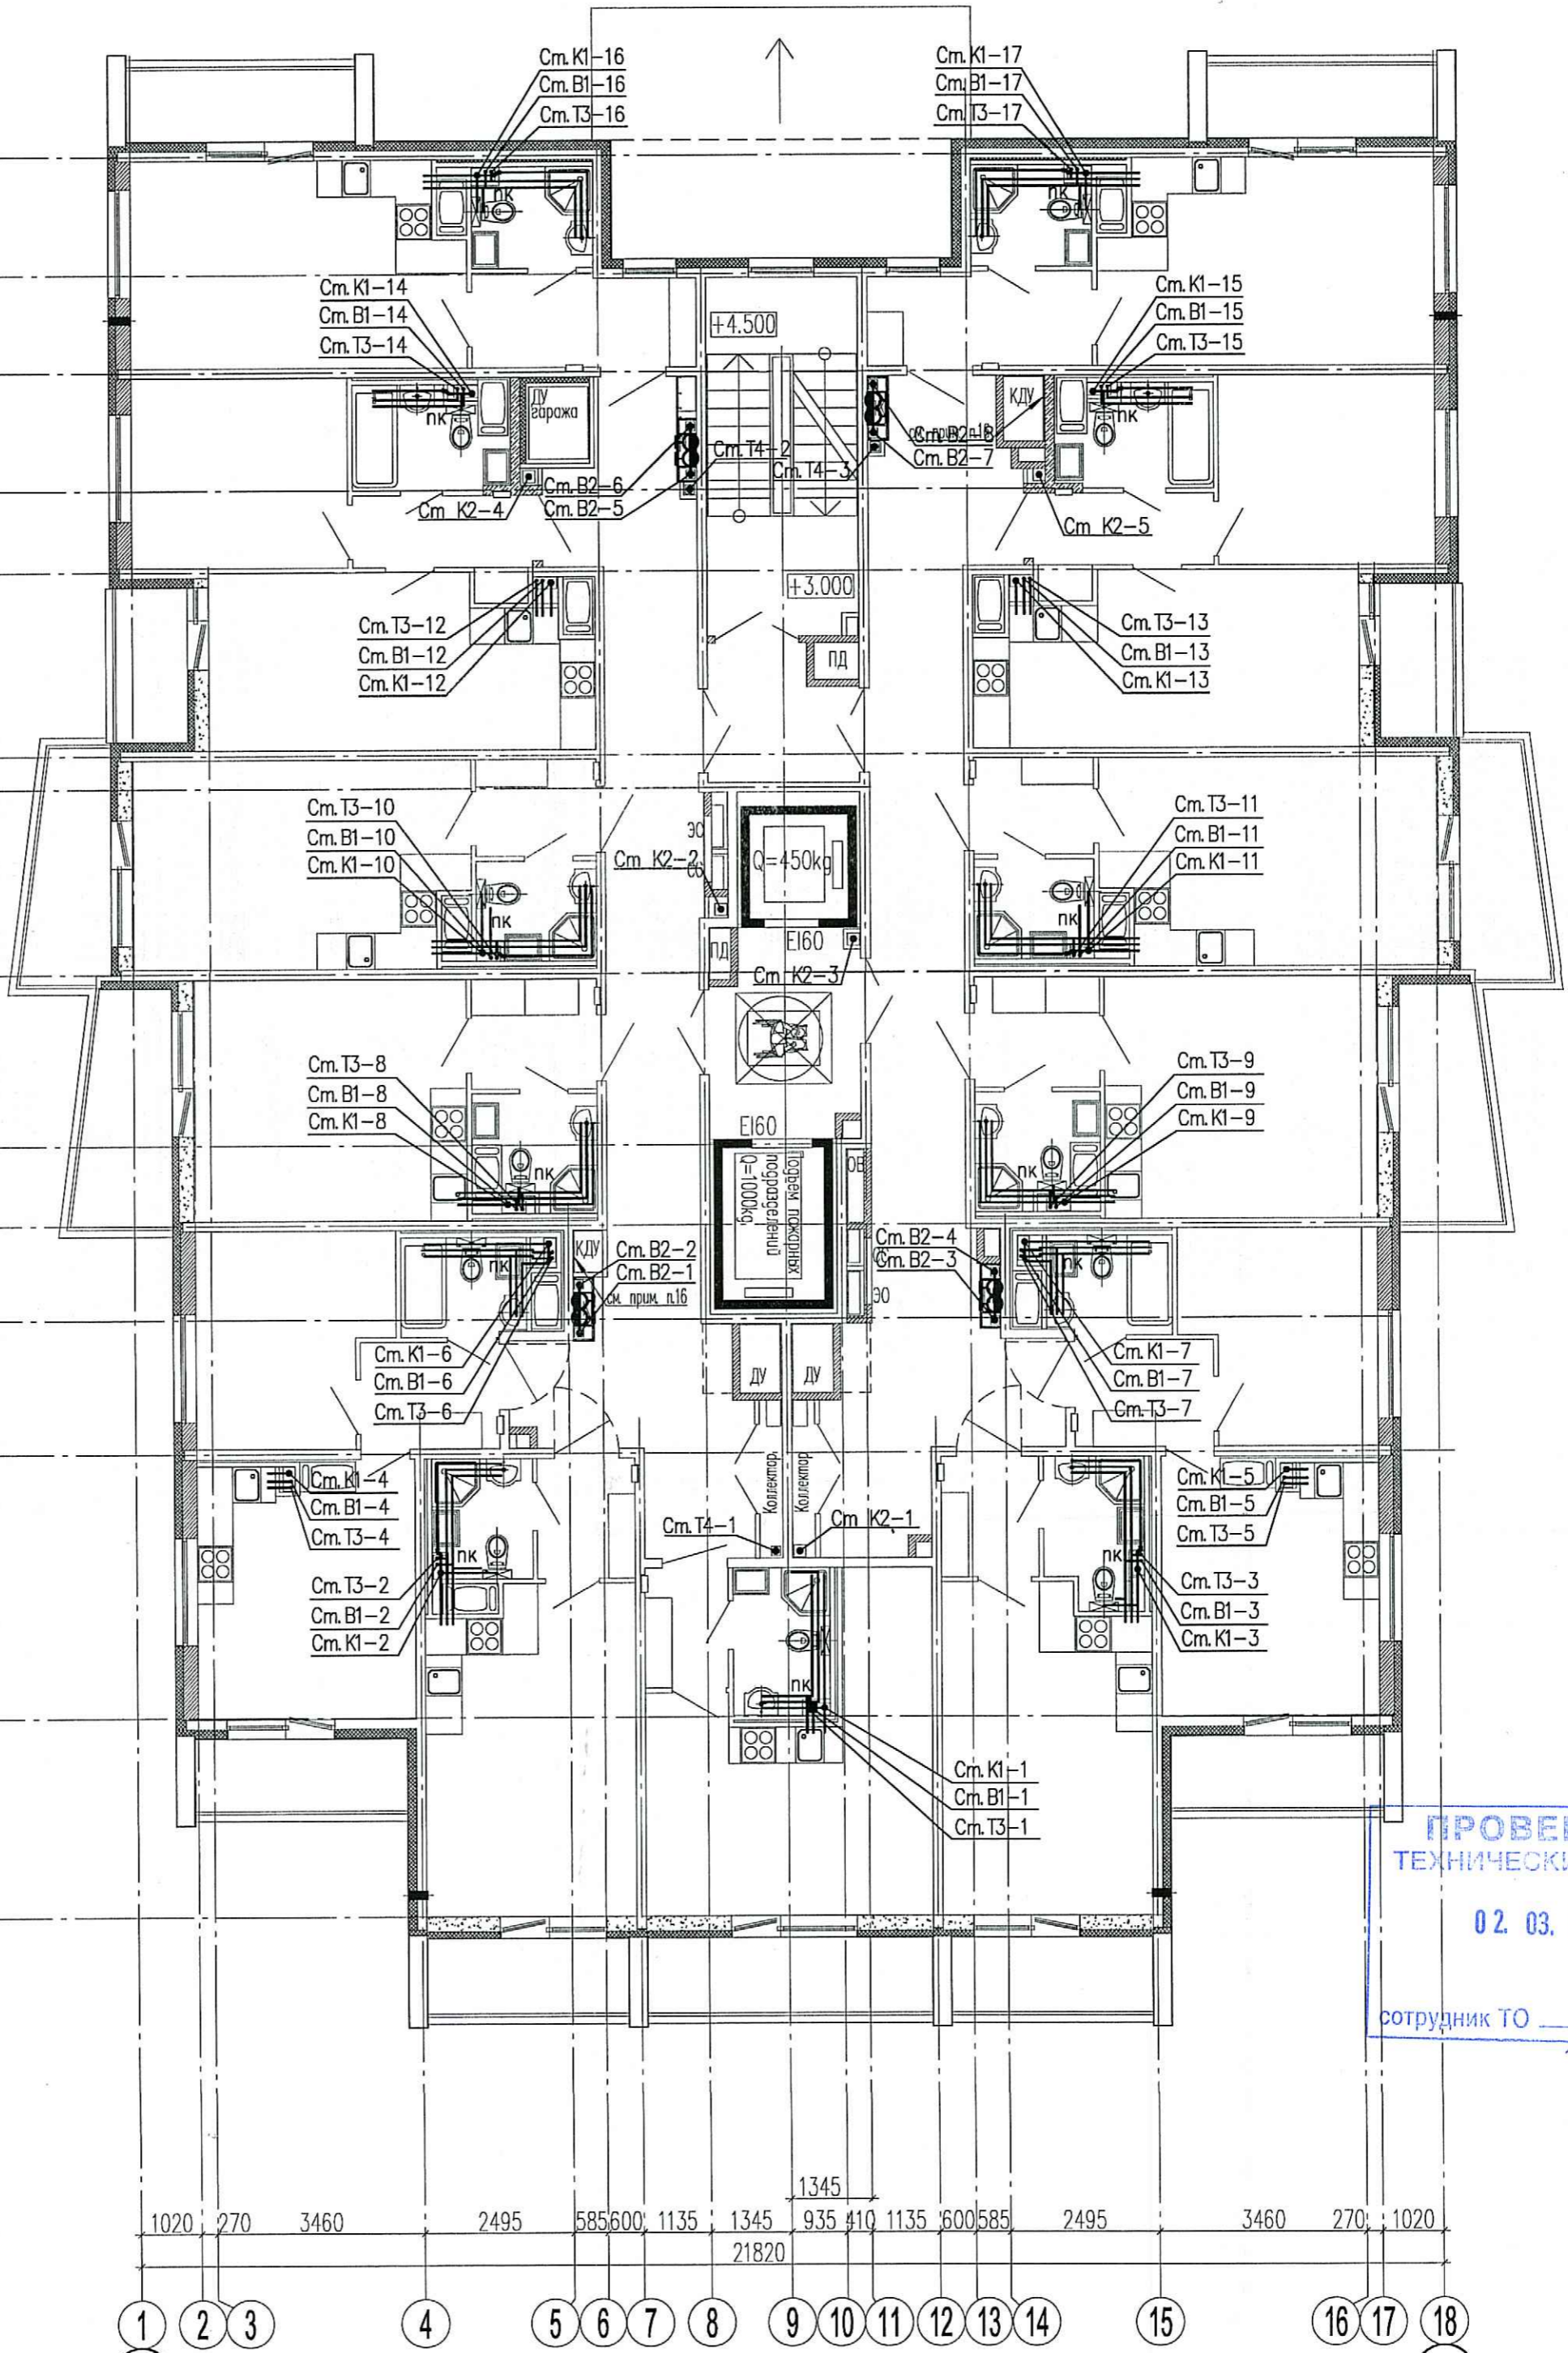 Ст. К1-16
Ст. В1-16
Ст. Т3-16
Ст. К1-17
Ст. В1-17
Ст. Т3-17
пк
пк
Ст. К1-14
Ст. В1-14
Ст. Т3-14
+4.500
Ст. К1-15
Ст. В1-15
Ст. Т3-15
пк
ДУ
гаража
КДУ
пк
Ст. В2-8
Ст. Т4-2
Ст. В2-7
Ст. Т4-3
Ст. В2-6
Ст. К2-4
Ст. В2-5
Ст К2-5
+3.000
Ст. Т3-12
Ст. В1-12
Ст. К1-12
ПД
Ст. Т3-13
Ст. В1-13
Ст. К1-13
Ст. Т3-10
Ст. В1-10
Ст. К1-10
ЭО
СС
Ст К2-2
Q=450kg
Ст. Т3-11
Ст. В1-11
Ст. К1-11
пк
пк
ПД
EI60
Ст К2-3
Ст. Т3-8
Ст. В1-8
Ст. К1-8
Ст. Т3-9
Ст. В1-9
Ст. К1-9
EI60
пк
Подъем пожарных
подразделений
Q=1000kg
ОВ
пк
пк
КДУ
Ст. В2-2
Ст. В2-1
см. прим. п.16
Ст. В2-4
Ст. В2-3
ЭО
пк
Ст. К1-6
Ст. В1-6
Ст. Т3-6
ДУ
ДУ
Ст. К1-7
Ст. В1-7
Ст. Т3-7
Ст. К1-4
Ст. В1-4
Ст. Т3-4
Коллектор
Коллектор
Ст. К1-5
Ст. В1-5
Ст. Т3-5
Ст. Т4-1
Ст К2-1
пк
пк
Ст. Т3-2
Ст. В1-2
Ст. К1-2
Ст. Т3-3
Ст. В1-3
Ст. К1-3
пк
Ст. К1-1
Ст. В1-1
Ст. Т3-1
ТЕХНИЧЕСКИ
02. 03.
сотрудник ТО
1345
1020 270 3460 2495 585 600 1135 1345 935 410 1135 600 585 2495 3460 270 1020
21820
1 2 3 4 5 6 7 8 9 10 11 12 13 14 15 16 17 18